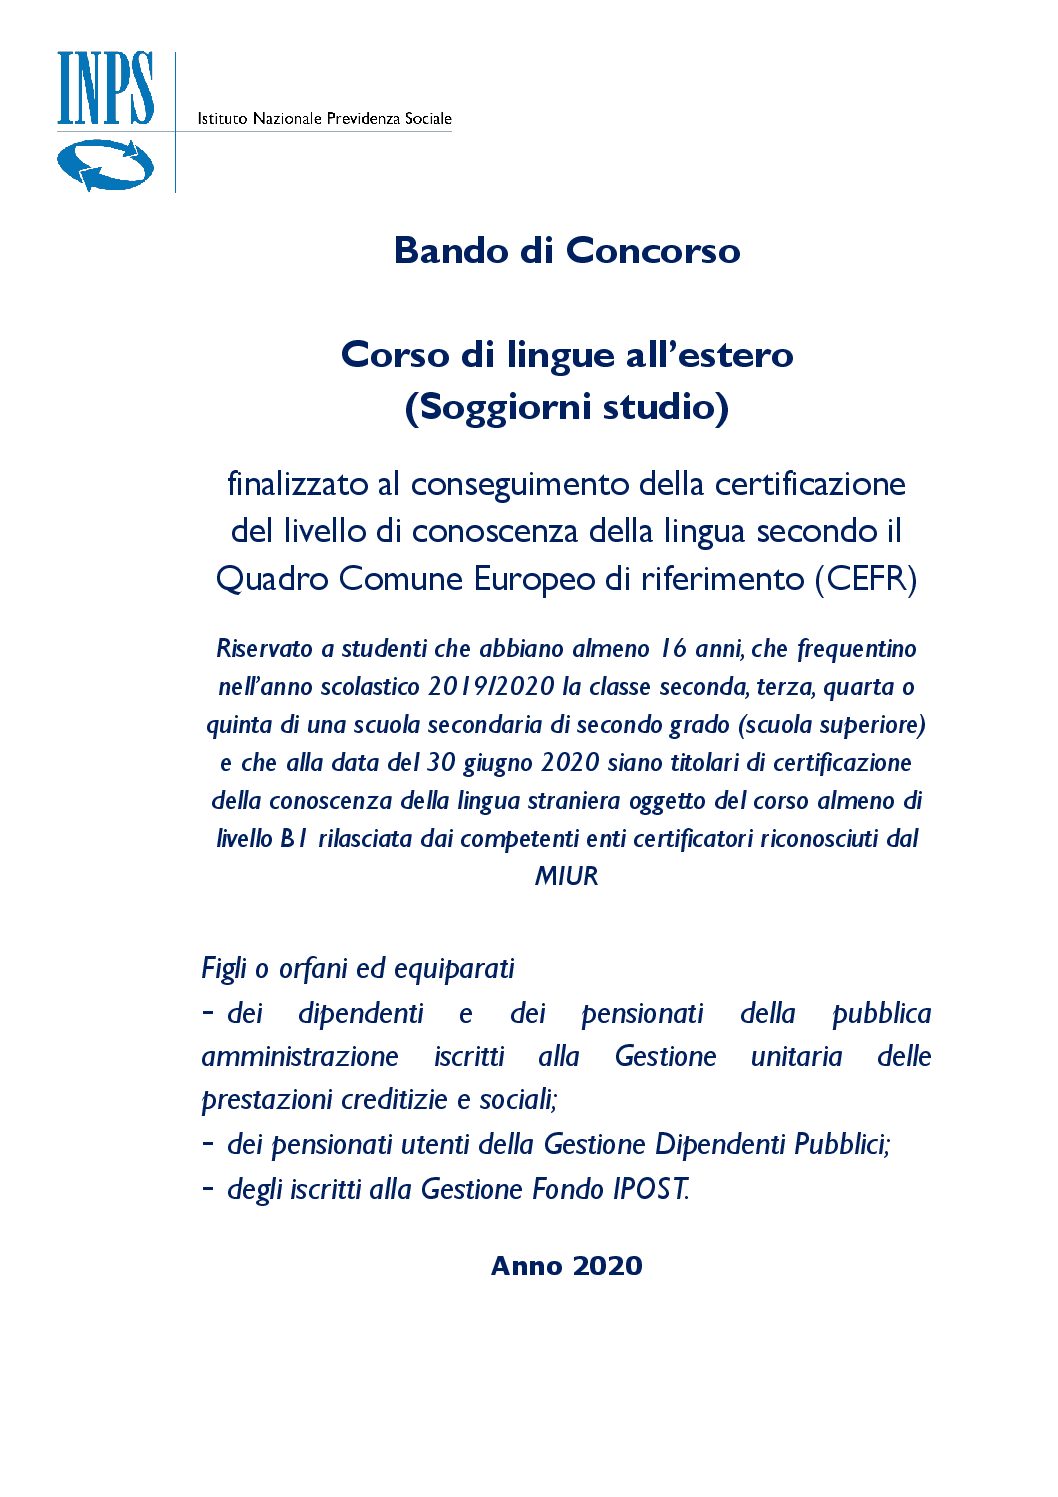 INPS
Istituto Nazionale Previdenza Sociale
Bando di Concorso
Corso di lingue all’estero
(Soggiorni studio)
finalizzato al conseguimento della certificazione
del livello di conoscenza della lingua secondo il
Quadro Comune Europeo di riferimento (CEFR)
Riservato a studenti che abbiano almeno 16 anni, che frequentino
nell’anno scolastico 2019/2020 la classe seconda, terza, quarta o
quinta di una scuola secondaria di secondo grado (scuola superiore)
e che alla data del 30 giugno 2020 siano titolari di certificazione
della conoscenza della lingua straniera oggetto del corso almeno di
livello B1 rilasciata dai competenti enti certificatori riconosciuti dal
MIUR
Figli o orfani ed equiparati
- dei dipendenti e dei pensionati della pubblica
amministrazione iscritti alla Gestione unitaria delle
prestazioni creditizie e sociali;
- dei pensionati utenti della Gestione Dipendenti Pubblici;
- degli iscritti alla Gestione Fondo IPOST.
Anno 2020